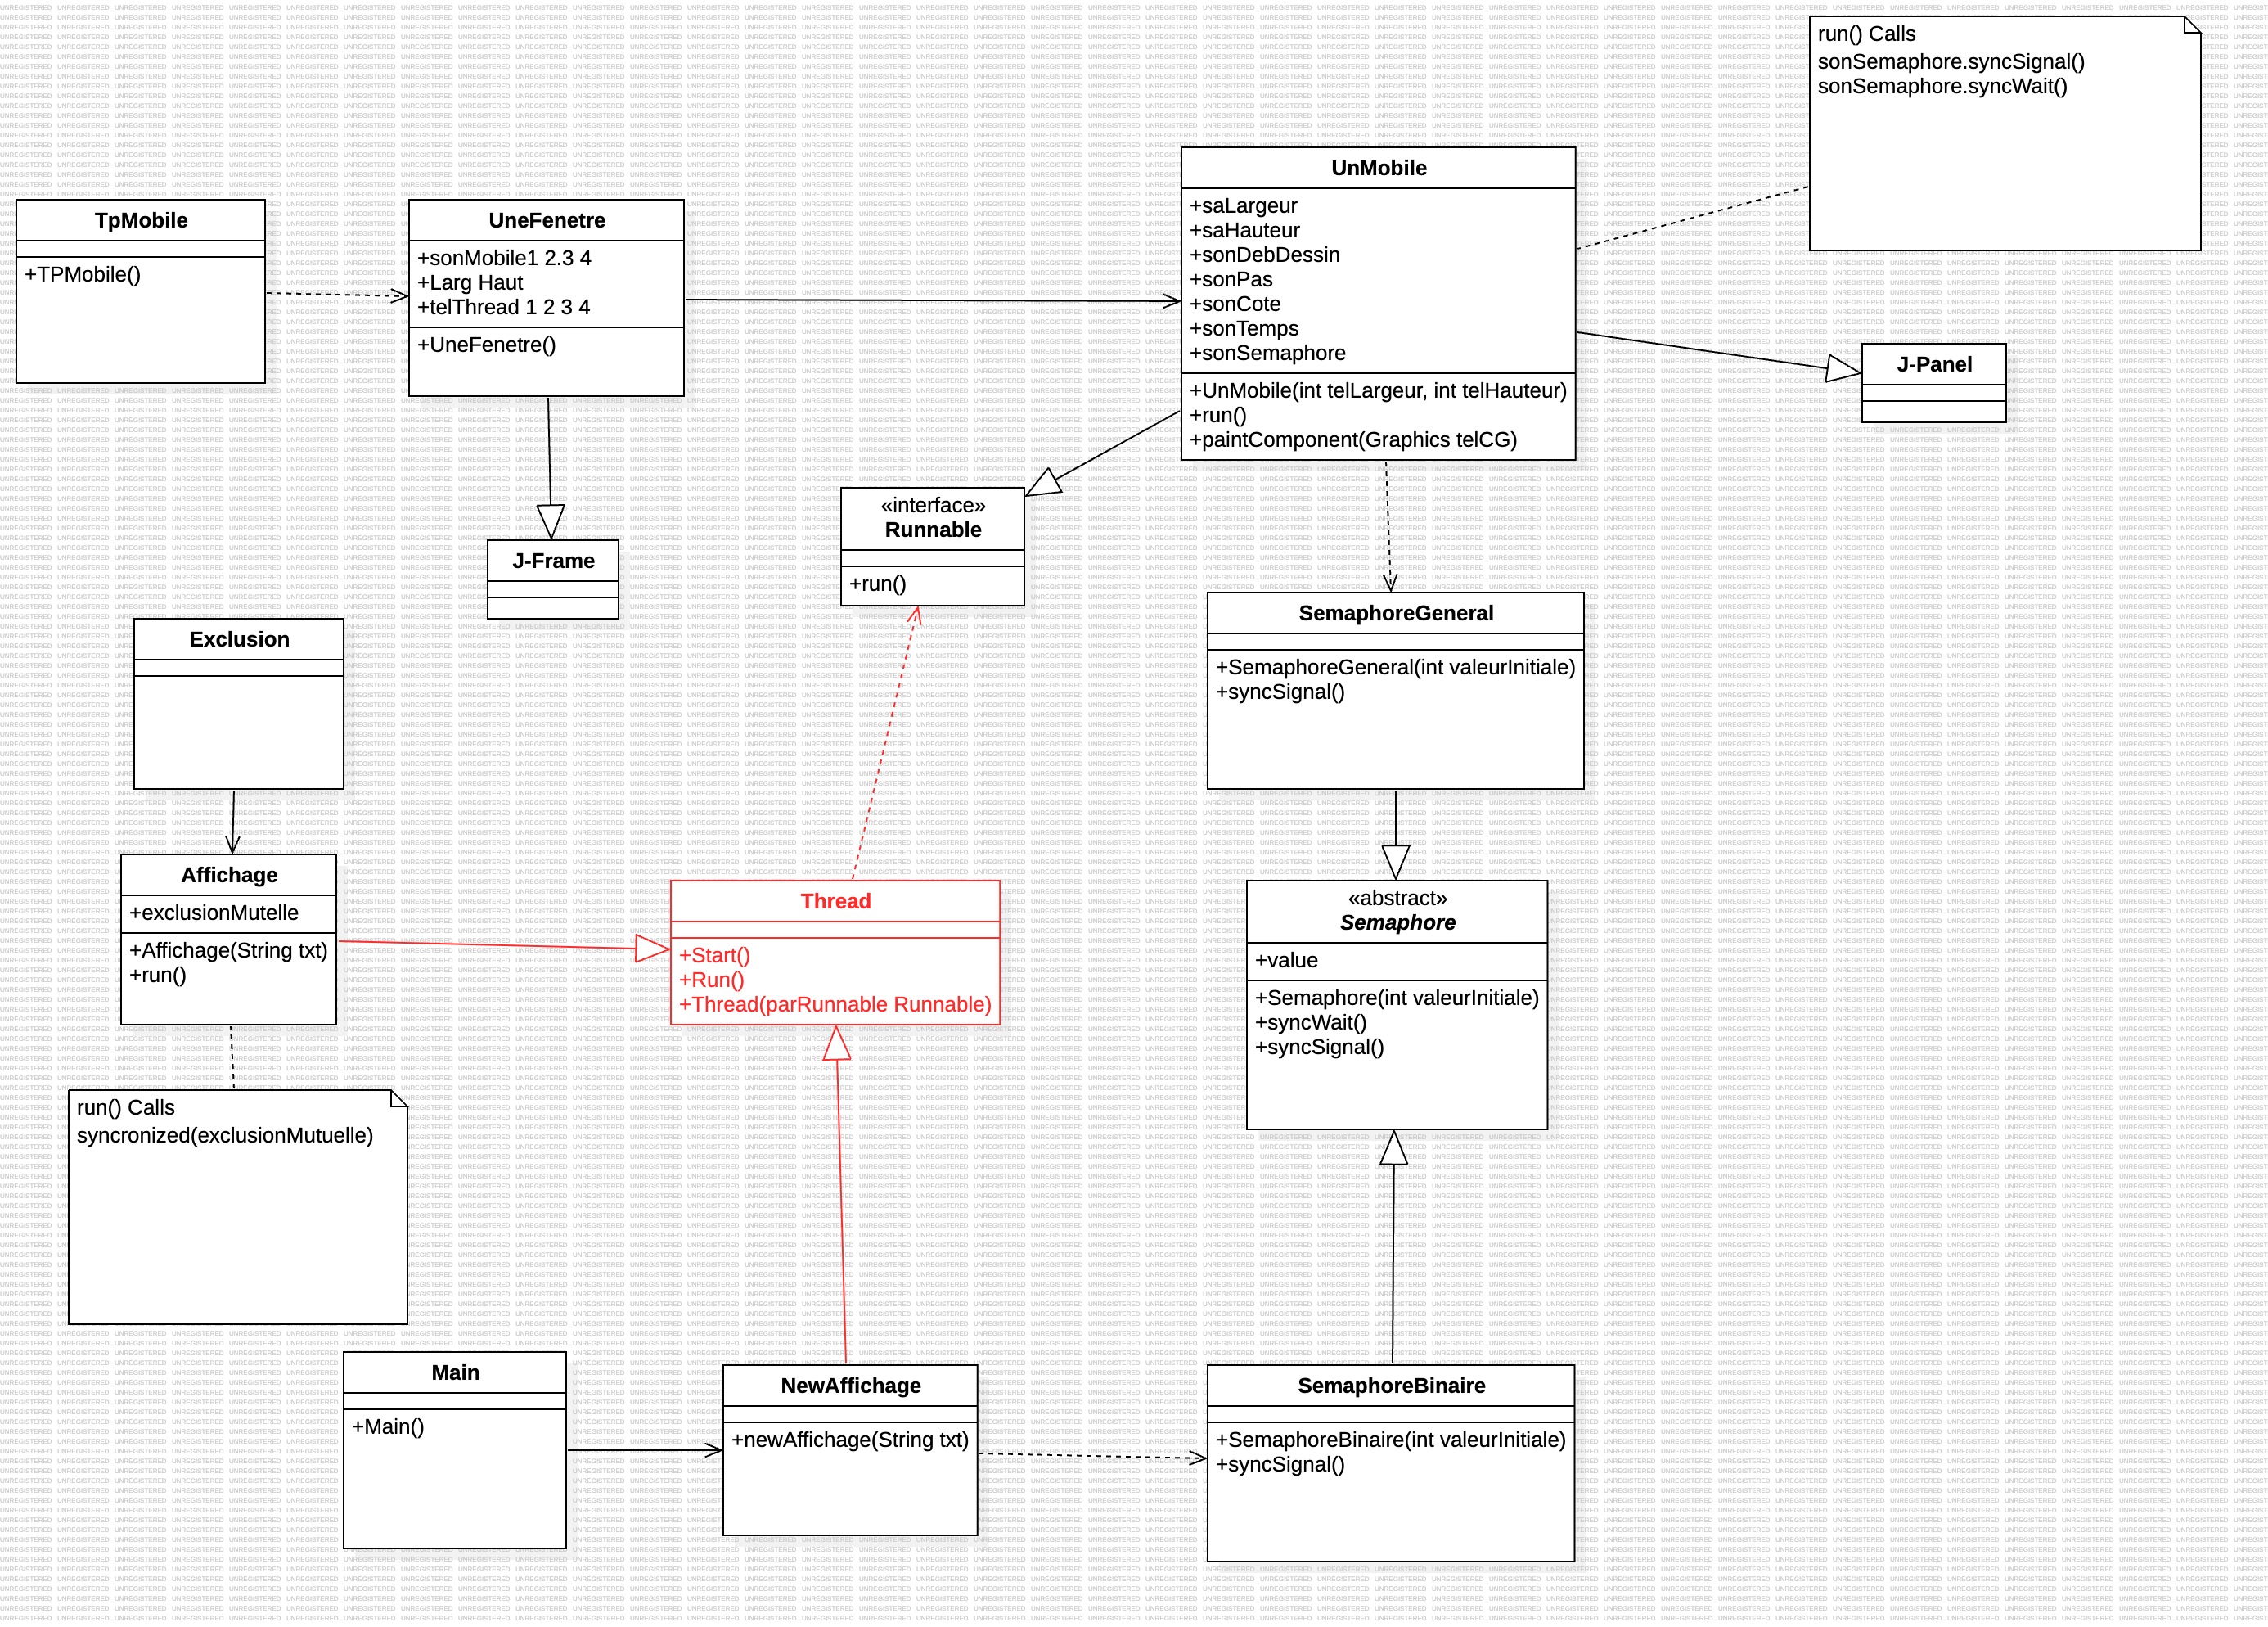 run() Calls
sonSemaphore.syncSignal()
sonSemaphore.syncWait()
UnMobile
+saLargeur
+saHauteur
+sonDebDessin
+sonPas
+sonCote
+sonTemps
+sonSemaphore
+UnMobile(int telLargeur, int telHauteur)
+run()
+paintComponent(Graphics telCG)
TpMobile
+TPMobile()
UneFenetre
+sonMobile1 2.3 4
+Larg Haut
+telThread 1 2 3 4
+UneFenetre()
J-Panel
«interface»
Runnable
+run()
J-Frame
SemaphoreGeneral
+SemaphoreGeneral(int valeurInitiale)
+syncSignal()
Exclusion
Affichage
+exclusionMutelle
+Affichage(String txt)
+run()
Thread
+Start()
+Run()
+Thread(parRunnable Runnable)
«abstract»
Semaphore
+value
+Semaphore(int valeurInitiale)
+syncWait()
+syncSignal()
run() Calls
syncronized(exclusionMutuelle)
Main
+Main()
NewAffichage
+newAffichage(String txt)
SemaphoreBinaire
+SemaphoreBinaire(int valeurInitiale)
+syncSignal()
UNREGISTERED